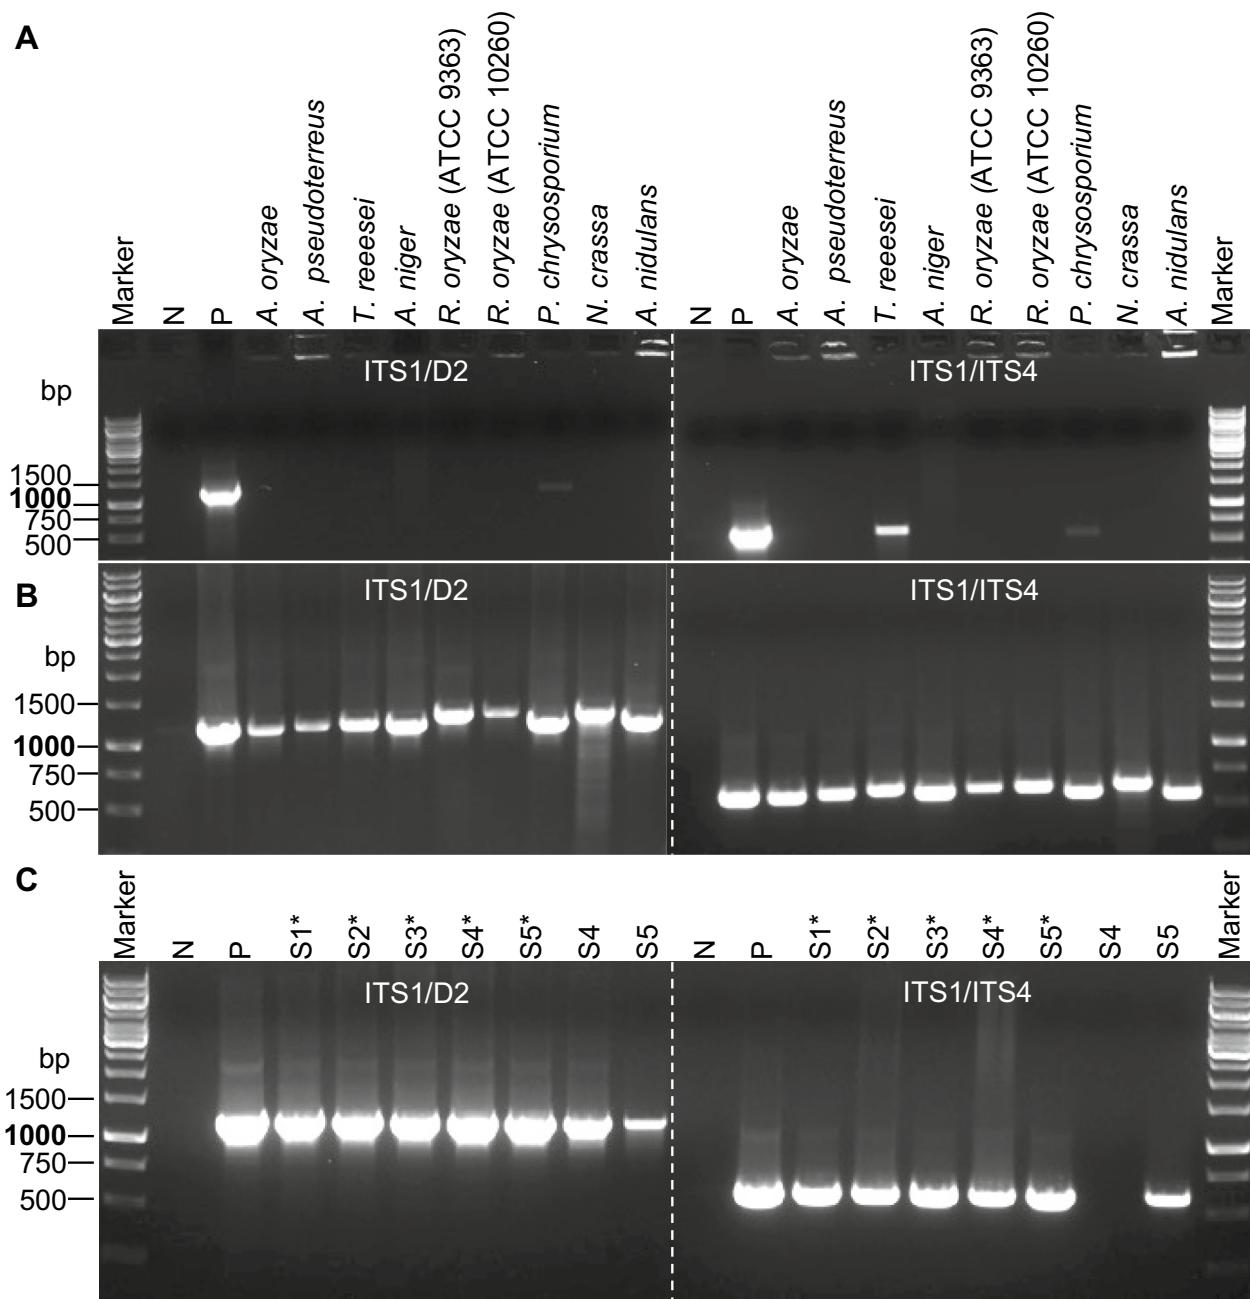 A
Marker
N
P
A. oryzae
A. pseudoterreus
T. reeesei
A. niger
R. oryzae (ATCC 9363)
R. oryzae (ATCC 10260)
P. chrysosporium
N. crassa
A. nidulans
N
P
A. oryzae
A. pseudoterreus
T. reeesei
A. niger
R. oryzae (ATCC 9363)
R. oryzae (ATCC 10260)
P. chrysosporium
N. crassa
A. nidulans
Marker
ITS1/D2
ITS1/ITS4
bp
1500
1000
750
500
B
ITS1/D2
ITS1/ITS4
bp
1500
1000
750
500
C
Marker
N
P
S1*
S2*
S3*
S4*
S5*
S4
S5
N
P
S1*
S2*
S3*
S4*
S5*
S4
S5
Marker
ITS1/D2
ITS1/ITS4
bp
1500
1000
750
500